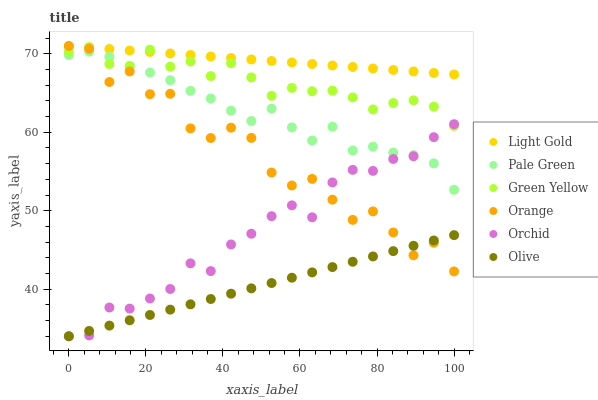 title
70
60
50
40
0
20
40
60
80
100
yaxis_label
xaxis_label
Light Gold
Pale Green
Green Yellow
Orange
Orchid
Olive